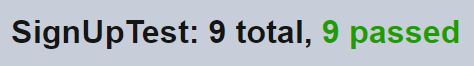 SignUpTest: 9 total, 9 passed